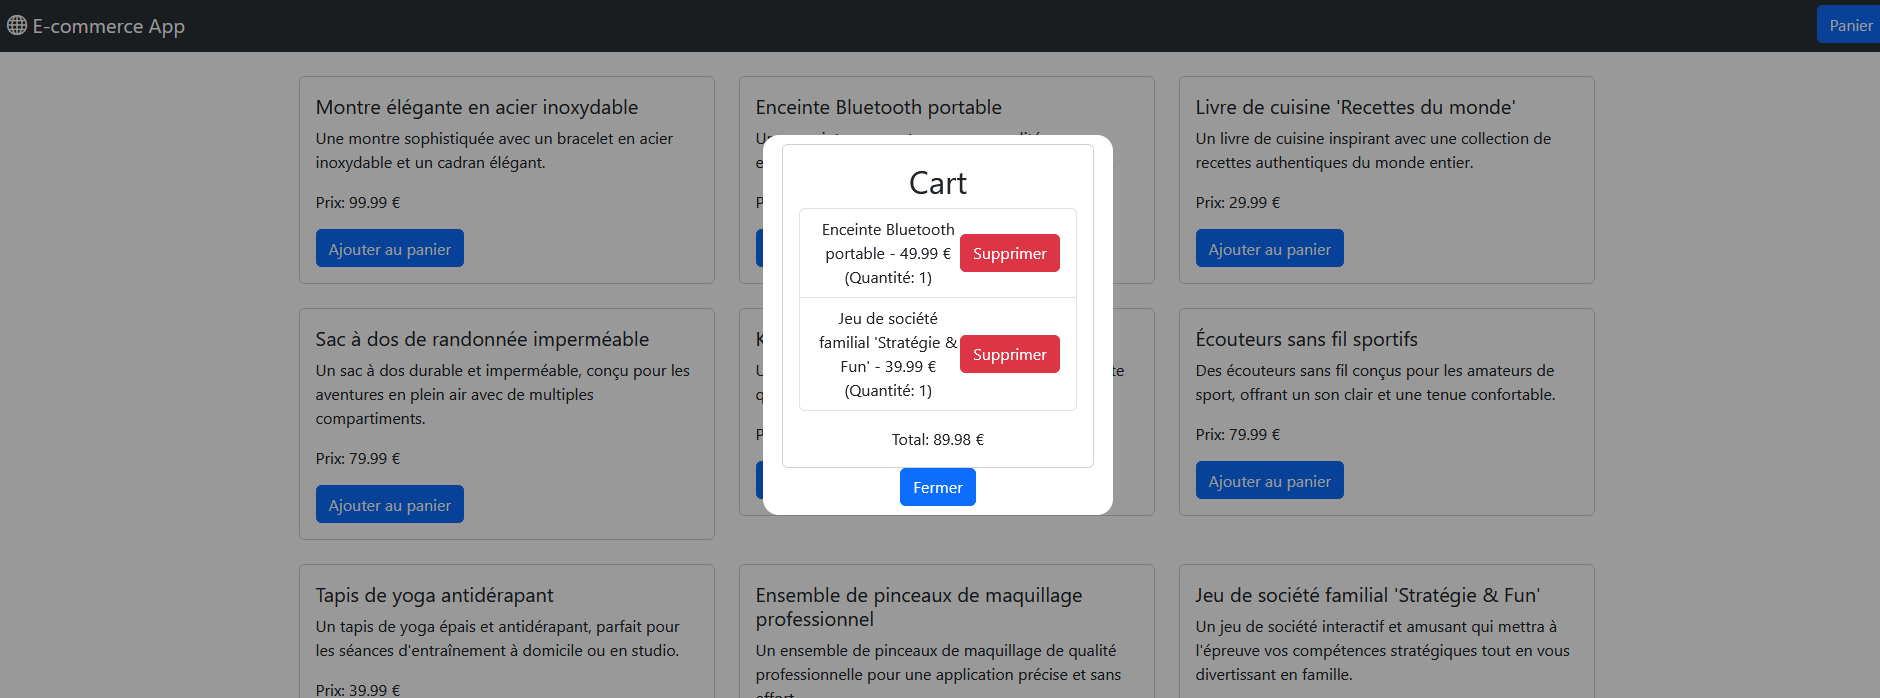 E-commerce App
Panier
Montre élégante en acier inoxydable
Une montre sophistiquée avec un bracelet en acier
inoxydable et un cadran élégant.
Prix: 99.99 €
Ajouter au panier
Enceinte Bluetooth portable
Livre de cuisine 'Recettes du monde'
Un livre de cuisine inspirant avec une collection de
recettes authentiques du monde entier.
Prix: 29.99 €
Ajouter au panier
Cart
Enceinte Bluetooth
portable - 49.99 €
(Quantité: 1)
Supprimer
Jeu de société
familial 'Stratégie &
Fun' - 39.99 €
(Quantité: 1)
Supprimer
Total: 89.98 €
Fermer
Sac à dos de randonnée imperméable
Un sac à dos durable et imperméable, conçu pour les
aventures en plein air avec de multiples
compartiments.
Prix: 79.99 €
Ajouter au panier
Écouteurs sans fil sportifs
Des écouteurs sans fil conçus pour les amateurs de
sport, offrant un son clair et une tenue confortable.
Prix: 79.99 €
Ajouter au panier
Tapis de yoga antidérapant
Un tapis de yoga épais et antidérapant, parfait pour
les séances d'entraînement à domicile ou en studio.
Prix: 39.99 €
Ensemble de pinceaux de maquillage
professionnel
Un ensemble de pinceaux de maquillage de qualité
professionnelle pour une application précise et sans
Jeu de société familial 'Stratégie & Fun'
Un jeu de société interactif et amusant qui mettra à
l'épreuve vos compétences stratégiques tout en vous
divertissant en famille.